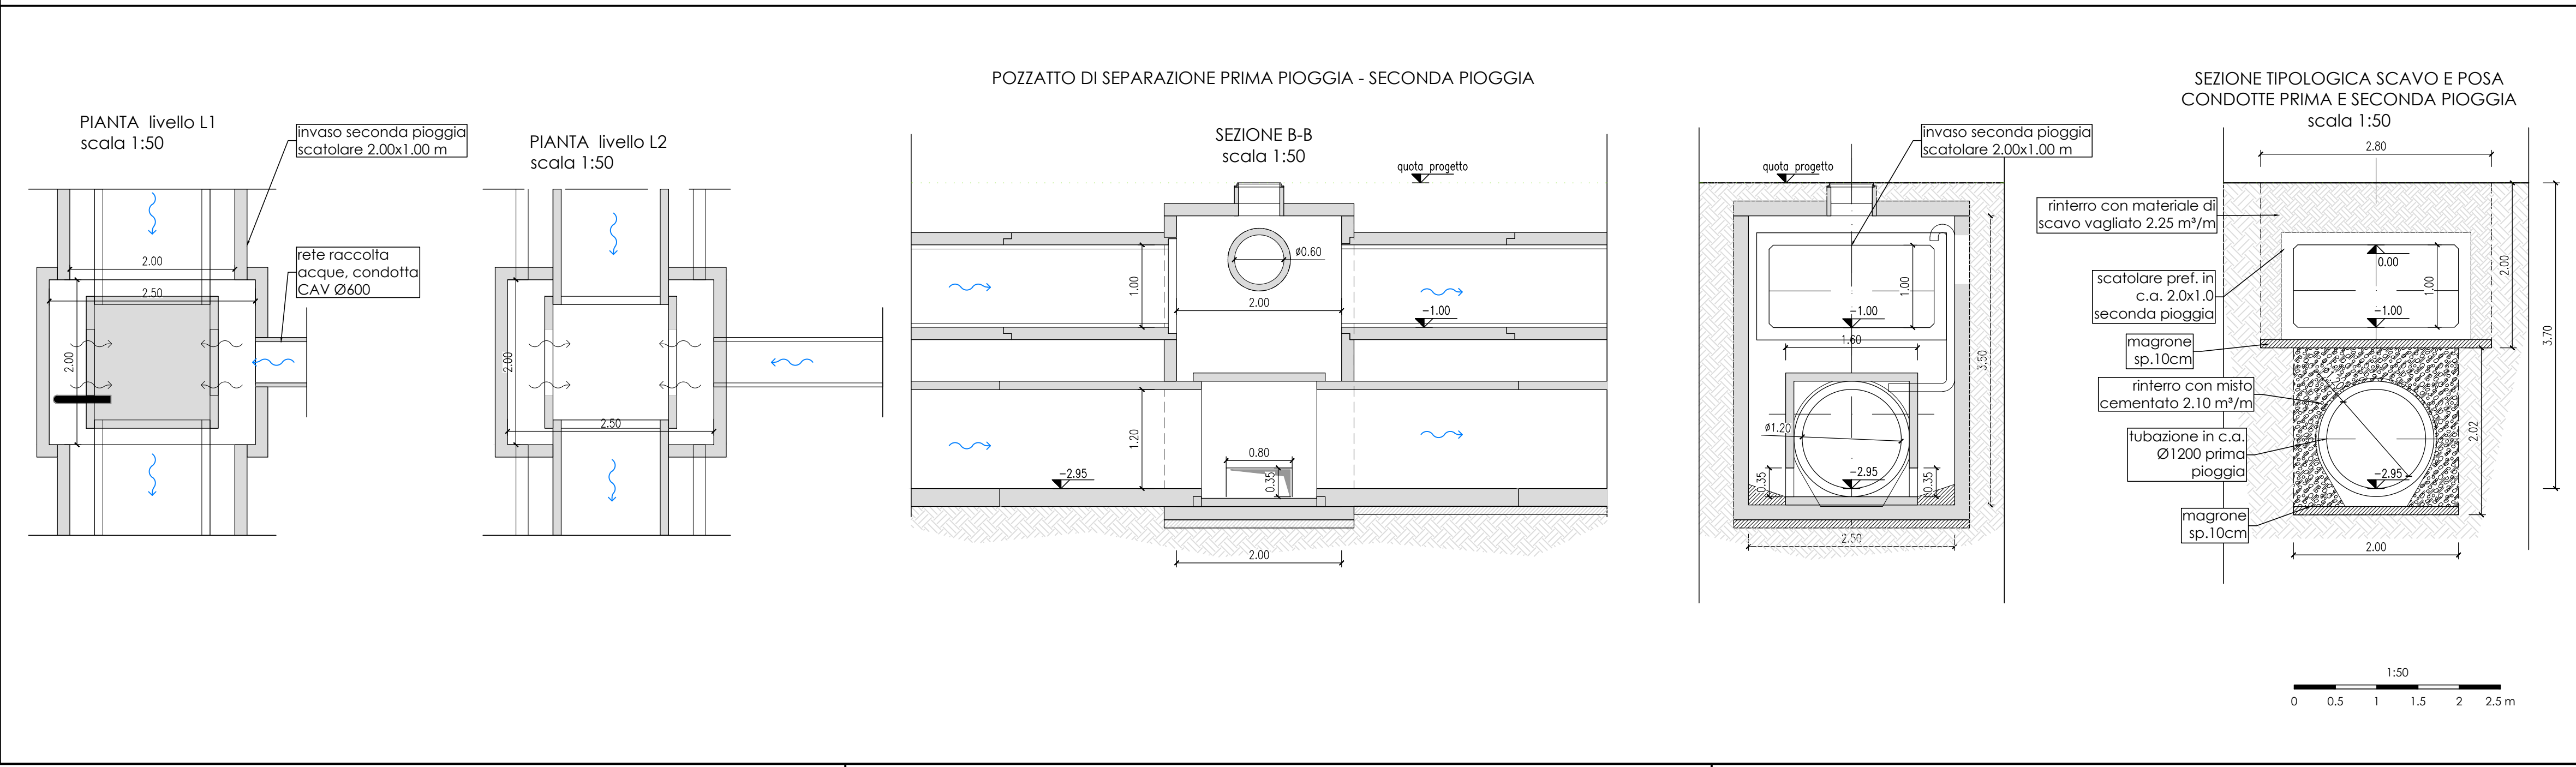 POZZATTO DI SEPARAZIONE PRIMA PIOGGIA - SECONDA PIOGGIA
PIANTA livello L1
scala 1:50
invaso seconda pioggia
scatolare 2.00x1.00 m
rete raccolta
acque, condotta
CAV Ø600
2.00
2.50
2.00
PIANTA livello L2
scala 1:50
2.00
2.50
SEZIONE B-B
scala 1:50
quota progetto
ø0.60
1.00
2.00
-1.00
1.20
0.80
0.35
-2.95
2.00
invaso seconda pioggia
scatolare 2.00x1.00 m
quota progetto
1.00
-1.00
1.60
3.50
ø1.20
-2.95
0.35
0.35
2.50
SEZIONE TIPOLOGICA SCAVO E POSA
CONDOTTE PRIMA E SECONDA PIOGGIA
scala 1:50
2.80
rinterro con materiale di
scavo vagliato 2.25 m³/m
0.00
2.00
scatolare pref. in
c.a. 2.0x1.0
seconda pioggia
1.00
-1.00
3.70
magrone
sp.10cm
rinterro con misto
cementato 2.10 m³/m
tubazione in c.a.
Ø1200 prima
pioggia
2.02
-2.95
magrone
sp.10cm
2.00
1:50
0 0.5 1 1.5 2 2.5 m